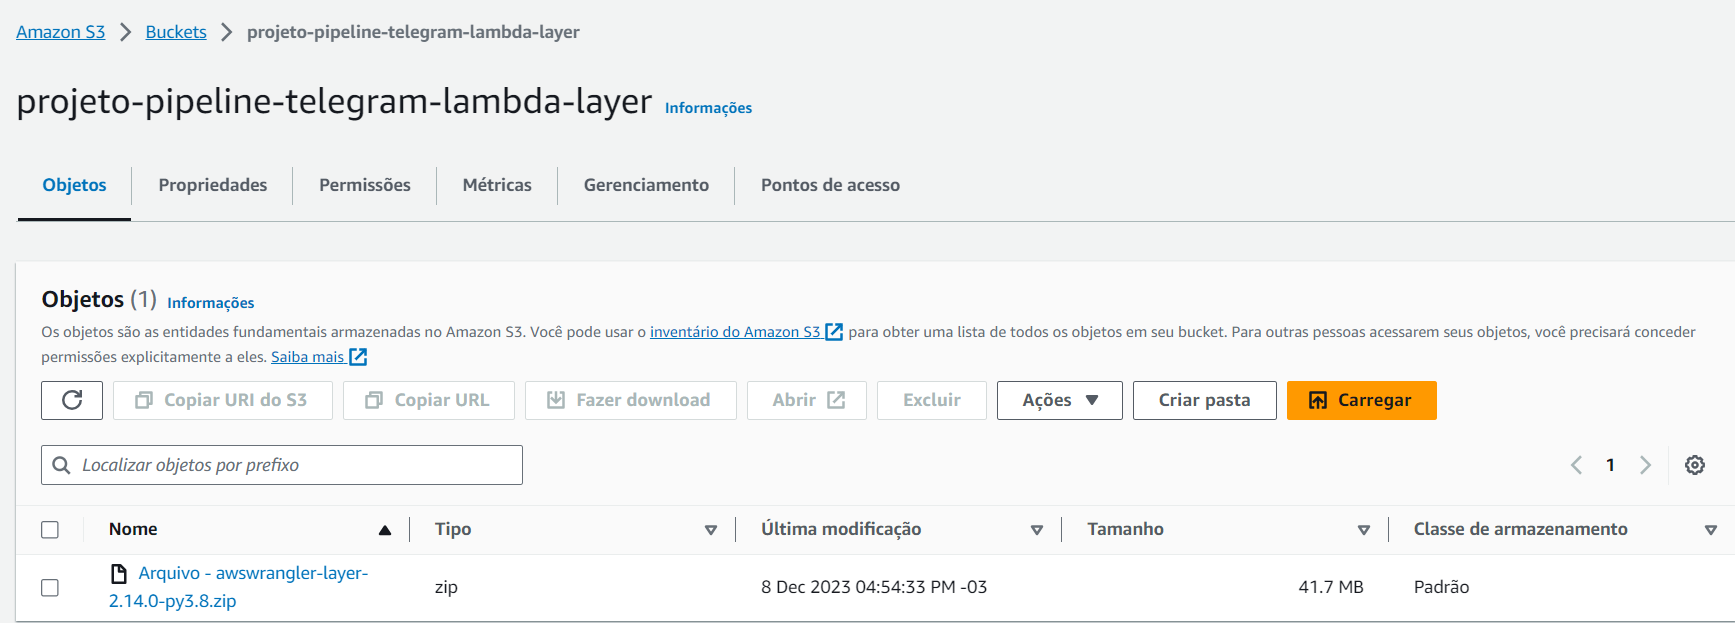 Amazon S3 > Buckets > projeto-pipeline-telegram-lambda-layer
projeto-pipeline-telegram-lambda-layer Informações
Objetos Propriedades Permissões Métricas Gerenciamento Pontos de acesso
Objetos (1) Informações
Os objetos são as entidades fundamentais armazenadas no Amazon S3. Você pode usar o inventário do Amazon S3 para obter uma lista de todos os objetos em seu bucket. Para outras pessoas acessarem seus objetos, você precisará conceder
permissões explicitamente a eles. Saiba mais
Copiar URI do S3 Copiar URL Fazer download Abrir Excluir Ações Criar pasta Carregar
Localizar objetos por prefixo
1
Nome Tipo Última modificação Tamanho Classe de armazenamento
Arquivo - awswrangler-layer-
2.14.0-py3.8.zip
zip 8 Dec 2023 04:54:33 PM -03 41.7 MB Padrão